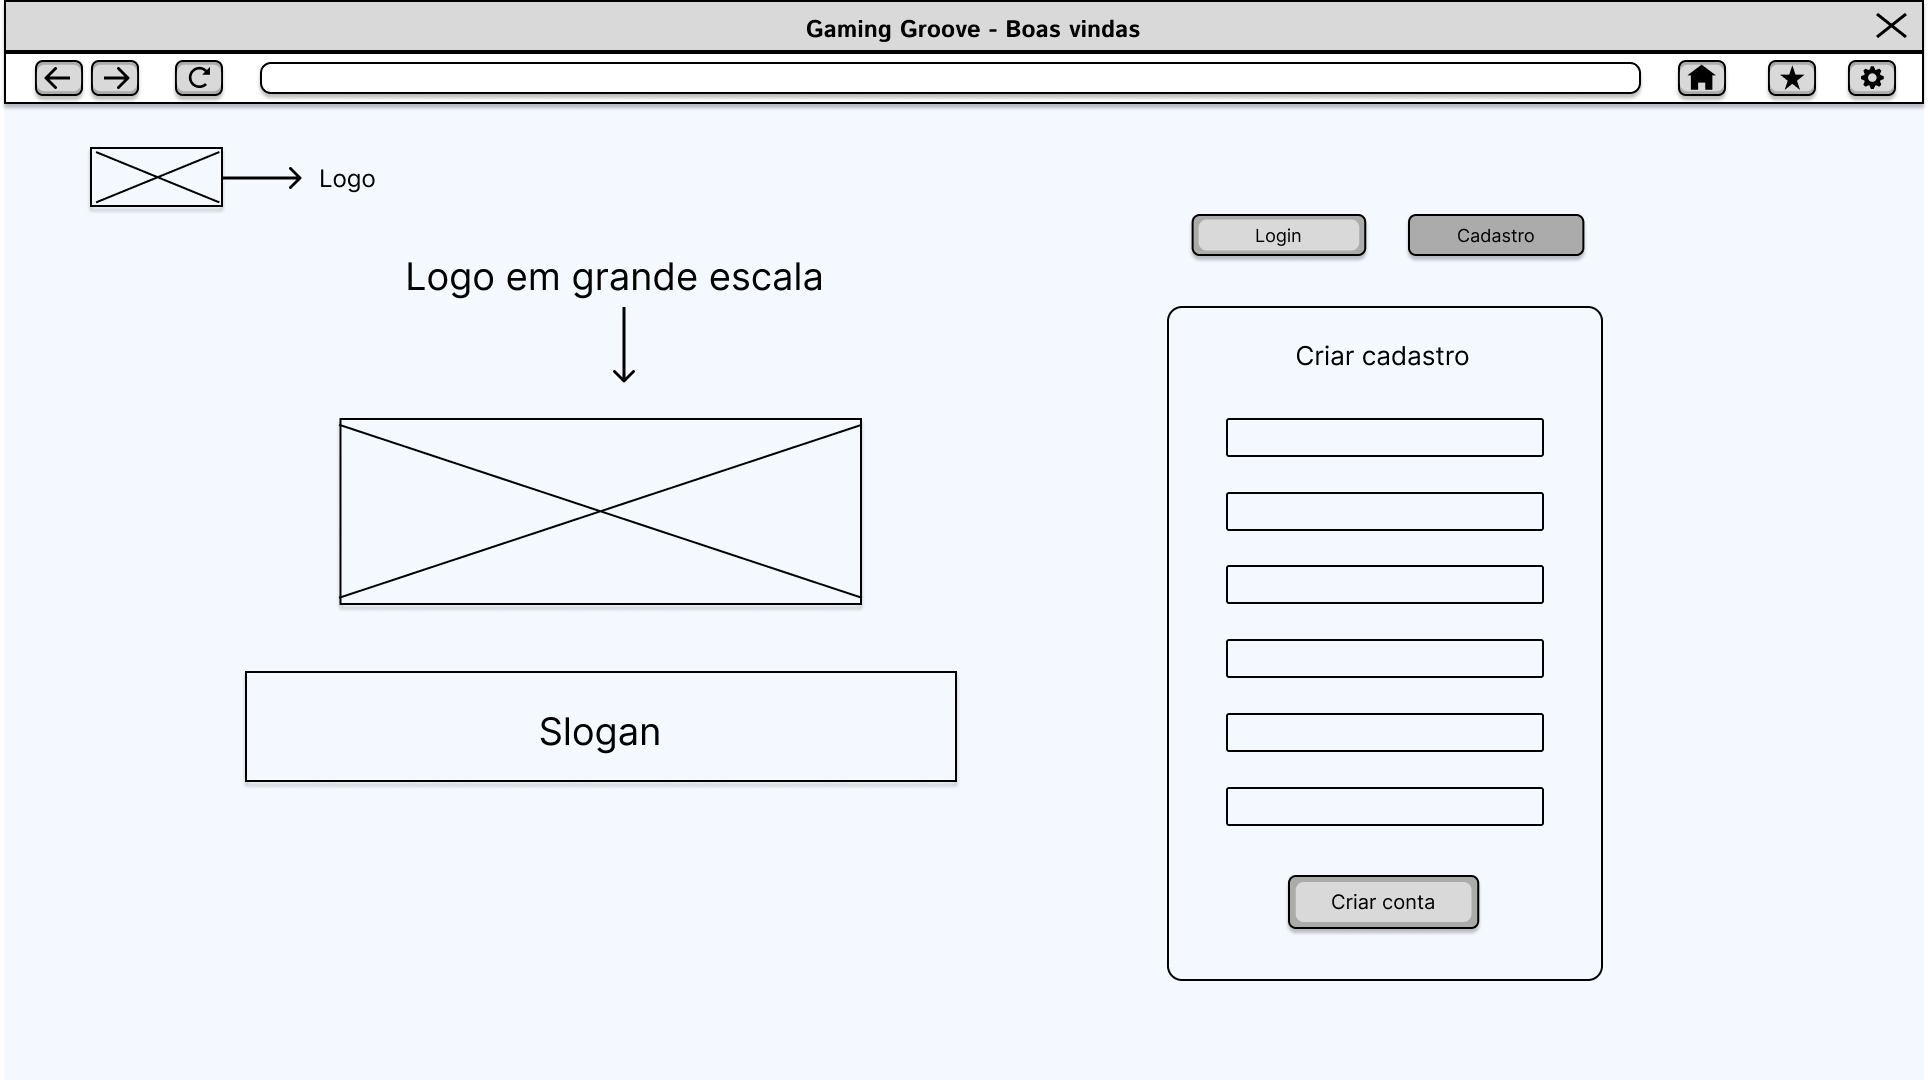 Gaming Groove - Boas vindas
Logo
Login
Cadastro
Logo em grande escala
Criar cadastro
Slogan
Criar conta